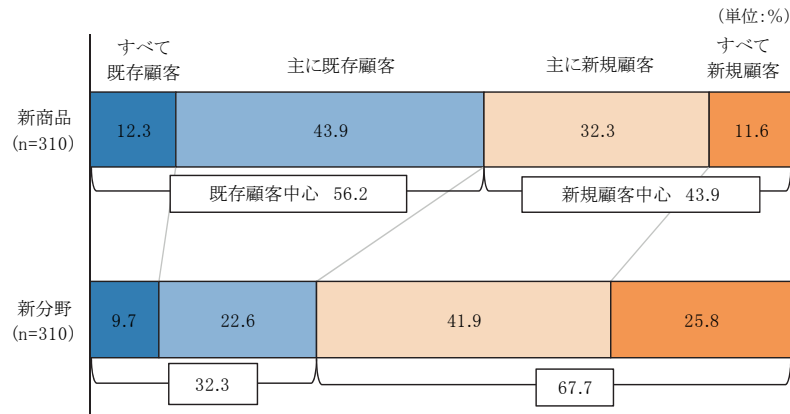 (単位:%)
すべて
既存顧客
主に既存顧客
主に新規顧客
すべて
新規顧客
新商品
(n=310)
12.3
43.9
32.3
11.6
既存顧客中心 56.2
新規顧客中心 43.9
新分野
(n=310)
9.7
22.6
41.9
25.8
32.3
67.7